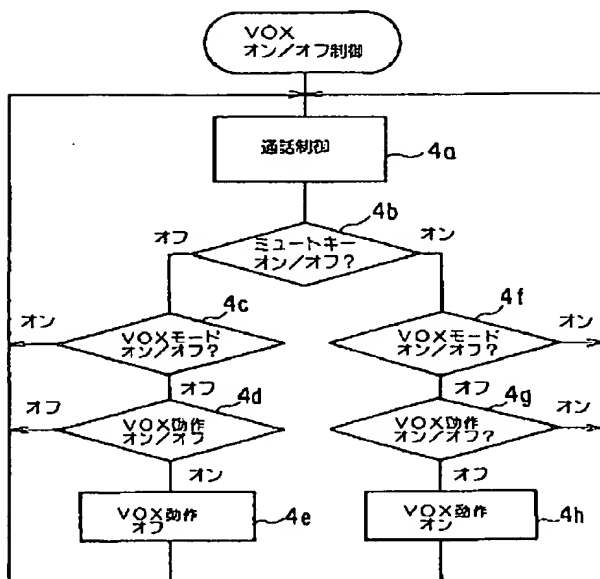 VOX
オン/オフ制御
通話制御
4a
4b
オフ
ミュートキー
オン/オフ?
オン
4c
4f
オン
VOXモード
オン/オフ?
VOXモード
オン/オフ?
オン
オフ
4d
オフ
4g
オフ
VOX動作
オン/オフ
VOX動作
オン/オフ?
オン
オン
オフ
VOX動作
オフ
4e
VOX動作
オン
4h